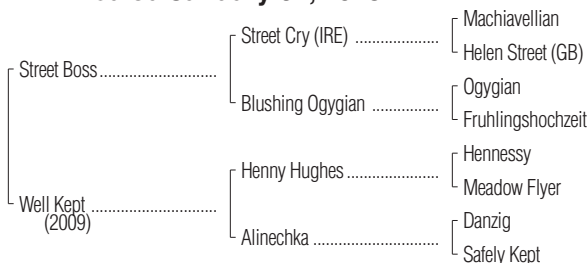 Machiavellian
Street Cry (IRE) ..................
Helen Street (GB)
Street Boss.........................
Ogygian
Blushing Ogygian ................
Fruhlingshochzeit
Hennessy
Henny Hughes ....................
Meadow Flyer
Well Kept...........................
(2009)
Danzig
Alinechka ...........................
Safely Kept